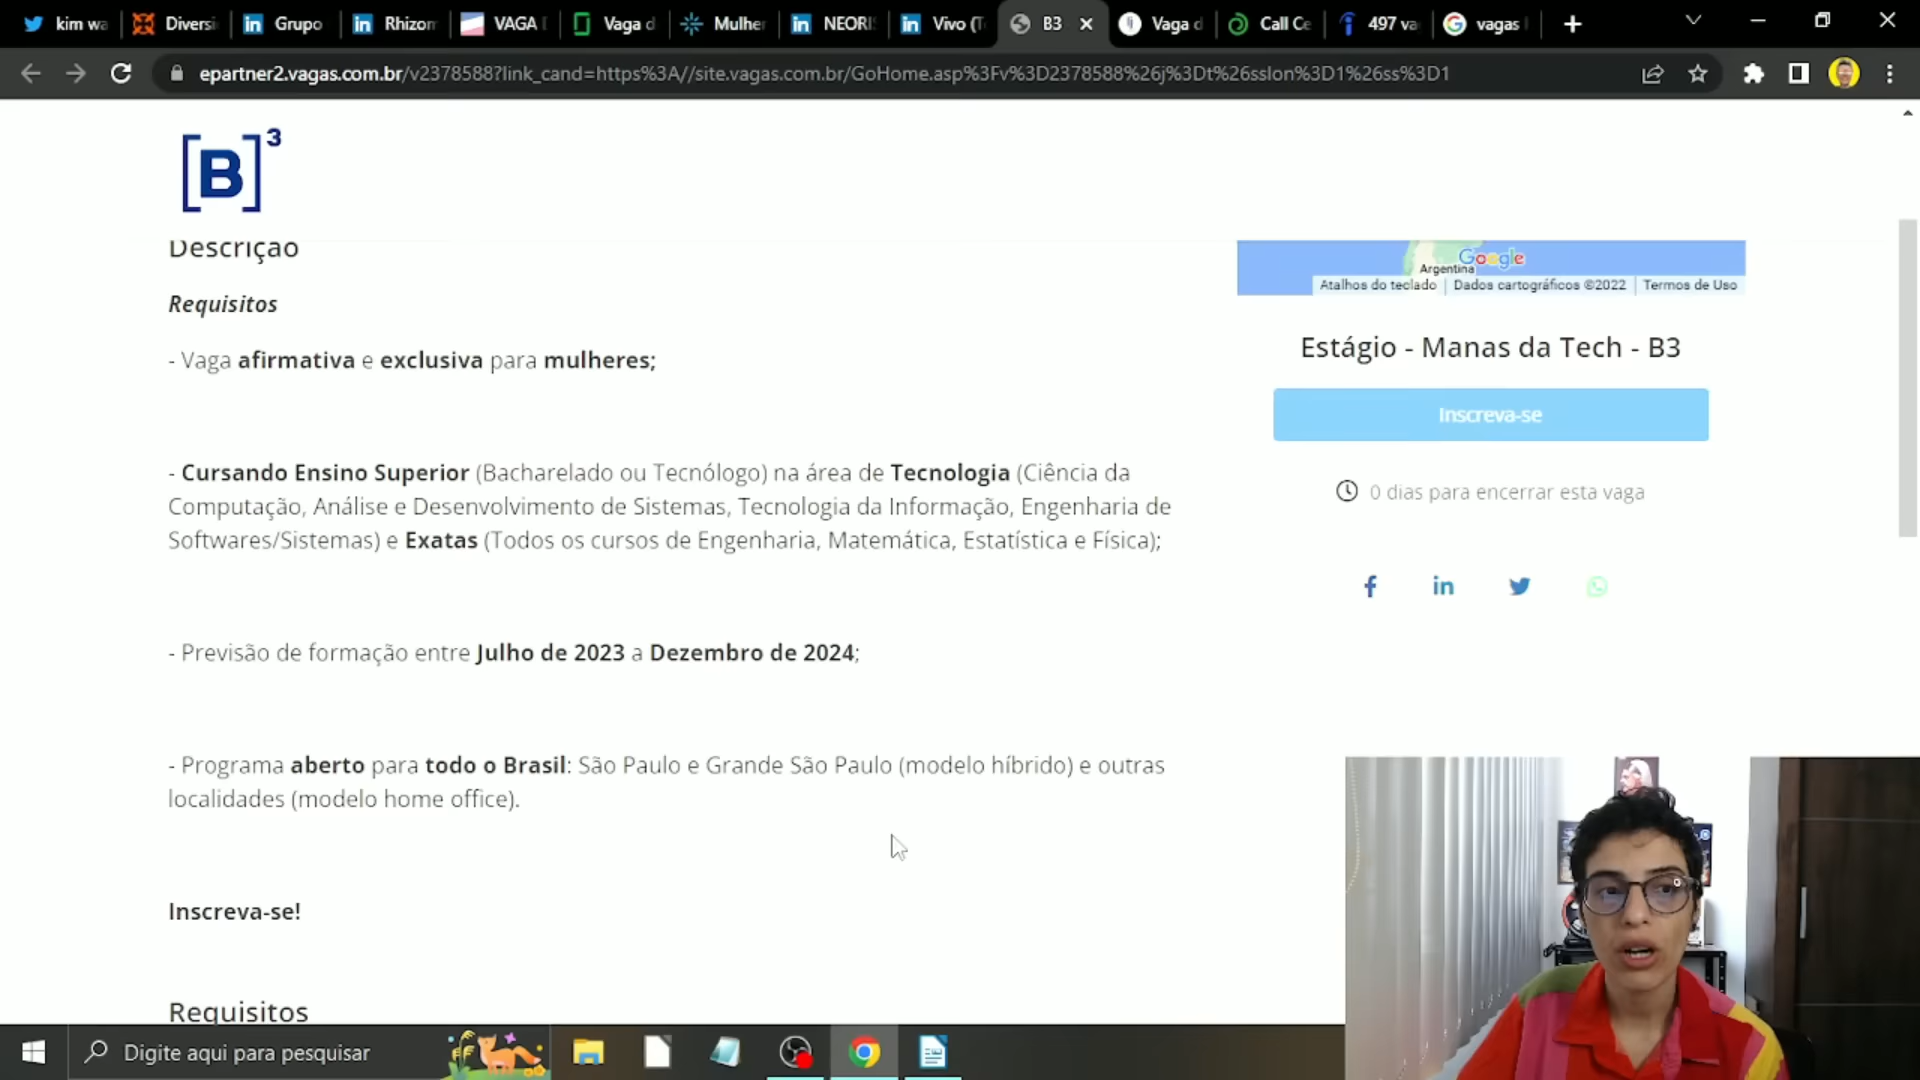 kim wa
Diversi
Grupo
Rhizon
VAGA
Vaga d
Mulhe
NEORI
Vivo (T
B3
Vaga d
Call Ce
497 va
vagas
epartner2.vagas.com.br/v2378588?link_cand=https%3A//site.vagas.com.br/GoHome.asp%3Fv%3D2378588%26j%3Dt%26sslon%3D1%26ss%3D1
[B]³
Descrição
Requisitos
- Vaga afirmativa e exclusiva para mulheres;
- Cursando Ensino Superior (Bacharelado ou Tecnólogo) na área de Tecnologia (Ciência da
Computação, Análise e Desenvolvimento de Sistemas, Tecnologia da Informação, Engenharia de
Softwares/Sistemas) e Exatas (Todos os cursos de Engenharia, Matemática, Estatística e Física);
- Previsão de formação entre Julho de 2023 a Dezembro de 2024;
- Programa aberto para todo o Brasil: São Paulo e Grande São Paulo (modelo híbrido) e outras
localidades (modelo home office).
Inscreva-se!
Requisitos
Google
Argentina
Atalhos do teclado
Dados cartográficos ©2022
Termos de Uso
Estágio - Manas da Tech - B3
Inscreva-se
0 dias para encerrar esta vaga
Digite aqui para pesquisar